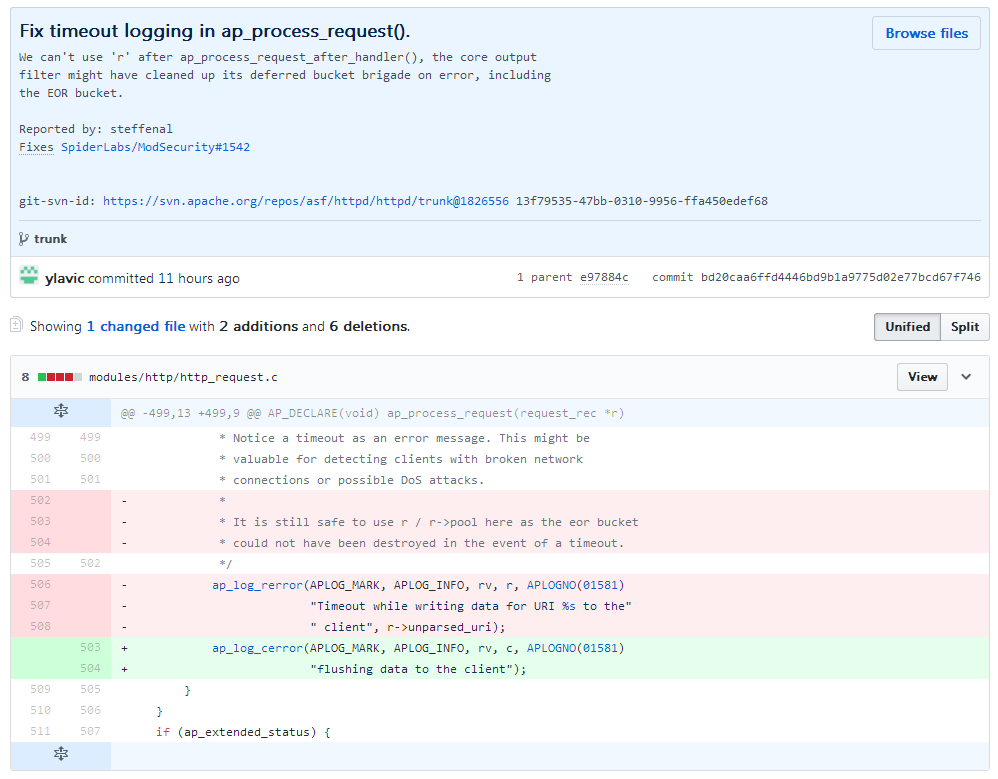 Fix timeout logging in ap_process_request().
Browse files
We can't use 'r' after ap_process_request_after_handler(), the core output
filter might have cleaned up its deferred bucket brigade on error, including
the EOR bucket.
Reported by: steffenal
Fixes SpiderLabs/ModSecurity#1542
git-svn-id: https://svn.apache.org/repos/asf/httpd/httpd/trunk@1826556 13f79535-47bb-0310-9956-ffa450edef68
trunk
ylavic committed 11 hours ago 1 parent e97884c commit bd20caa6ffd4446bd9b1a9775d02e77bcd67f746
Showing 1 changed file with 2 additions and 6 deletions. Unified Split
8 modules/http/http_request.c View
@@ -499,13 +499,9 @@ AP_DECLARE(void) ap_process_request(request_rec *r)
499 499 * Notice a timeout as an error message. This might be
500 500 * valuable for detecting clients with broken network
501 501 * connections or possible DoS attacks.
502 - *
503 - * It is still safe to use r / r->pool here as the eor bucket
504 - * could not have been destroyed in the event of a timeout.
505 502 */
506 - ap_log_rerror(APLOG_MARK, APLOG_INFO, rv, r, APLOGNO(01581)
507 - "Timeout while writing data for URI %s to the"
508 - " client", r->unparsed_uri);
503 + ap_log_cerror(APLOG_MARK, APLOG_INFO, rv, c, APLOGNO(01581)
504 + "flushing data to the client");
509 505 }
510 506 }
511 507 if (ap_extended_status) {